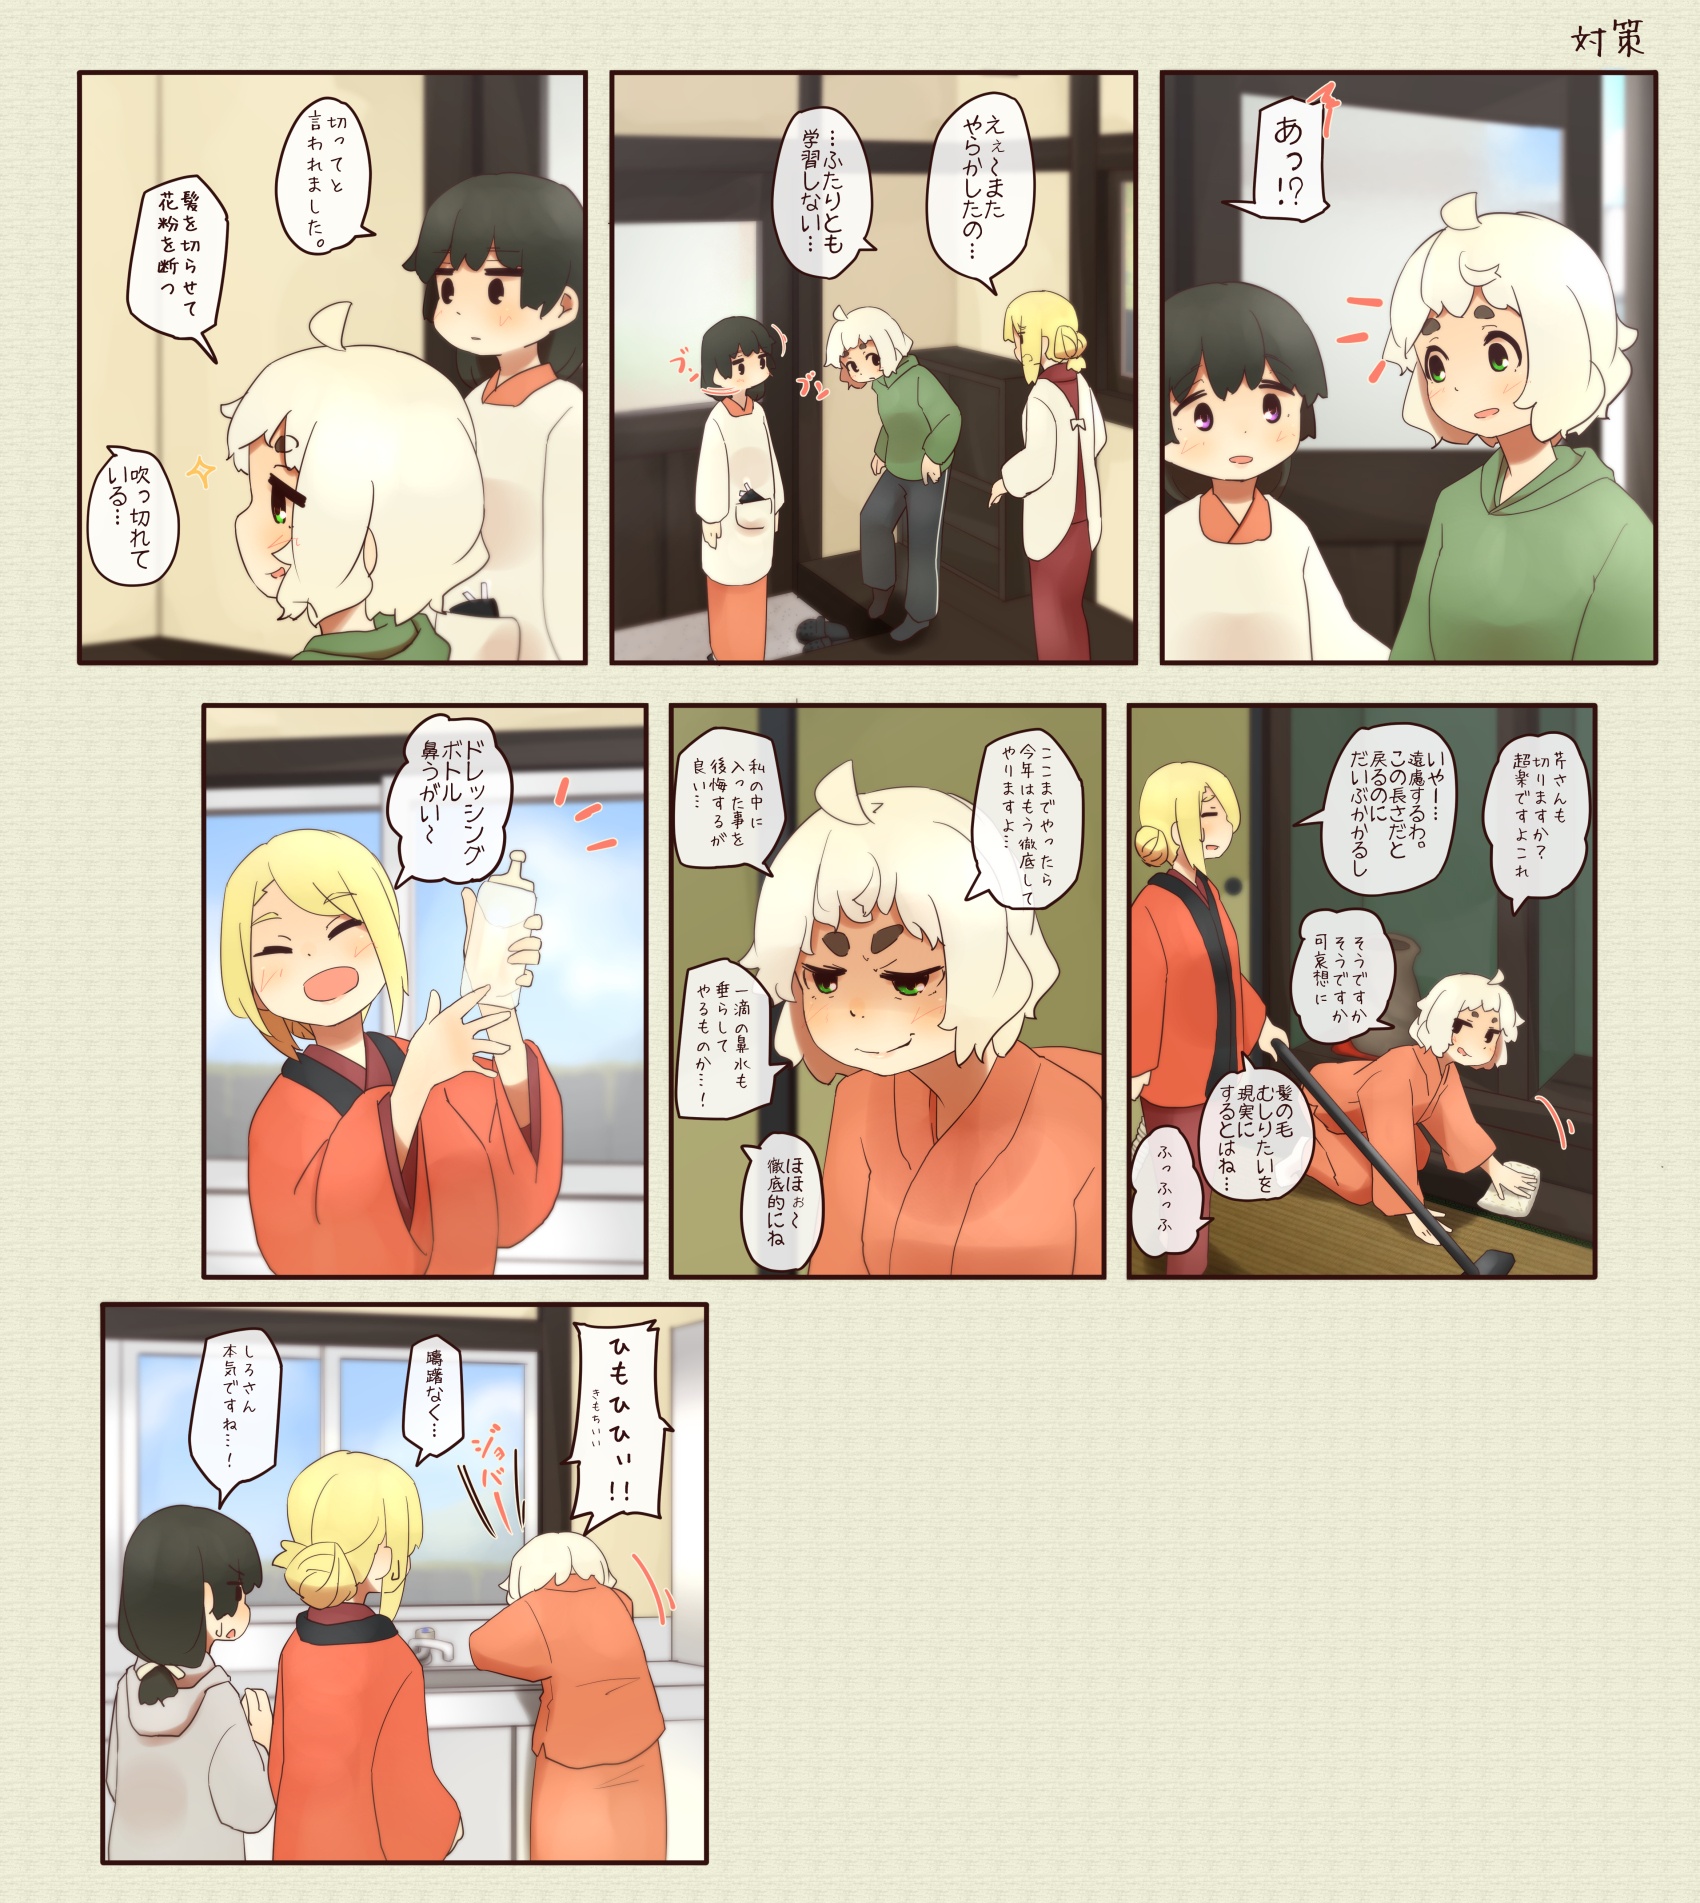 対策
あっ!?
えぇ〜また
やらかしたの…
…ふたりとも
学習しない…
ブン
ブン
切ってと
言われました。
髪を切らせて
花粉を断つ
吹っ切れて
いる…
芹さんも
切りますか?
超楽ですよこれ
いやー…
遠慮するわ。
この長さだと
戻るのに
だいぶかかるし
そうですか
そうですか
可哀想に
髪の毛
むしりたいを
現実に
するとはね…
ふっふっふ
ここまでやったら
今年はもう徹底して
やりますよ…
私の中に
入った事を
後悔するが
良い…
一滴の鼻水も
垂らして
やるものか…!
ほほぉ〜
徹底的にね
ドレッシング
ボトル
鼻うがい〜
ひもひひぃ!!
きもちいい
ジョバー
躊躇なく…
しろさん
本気ですね…!